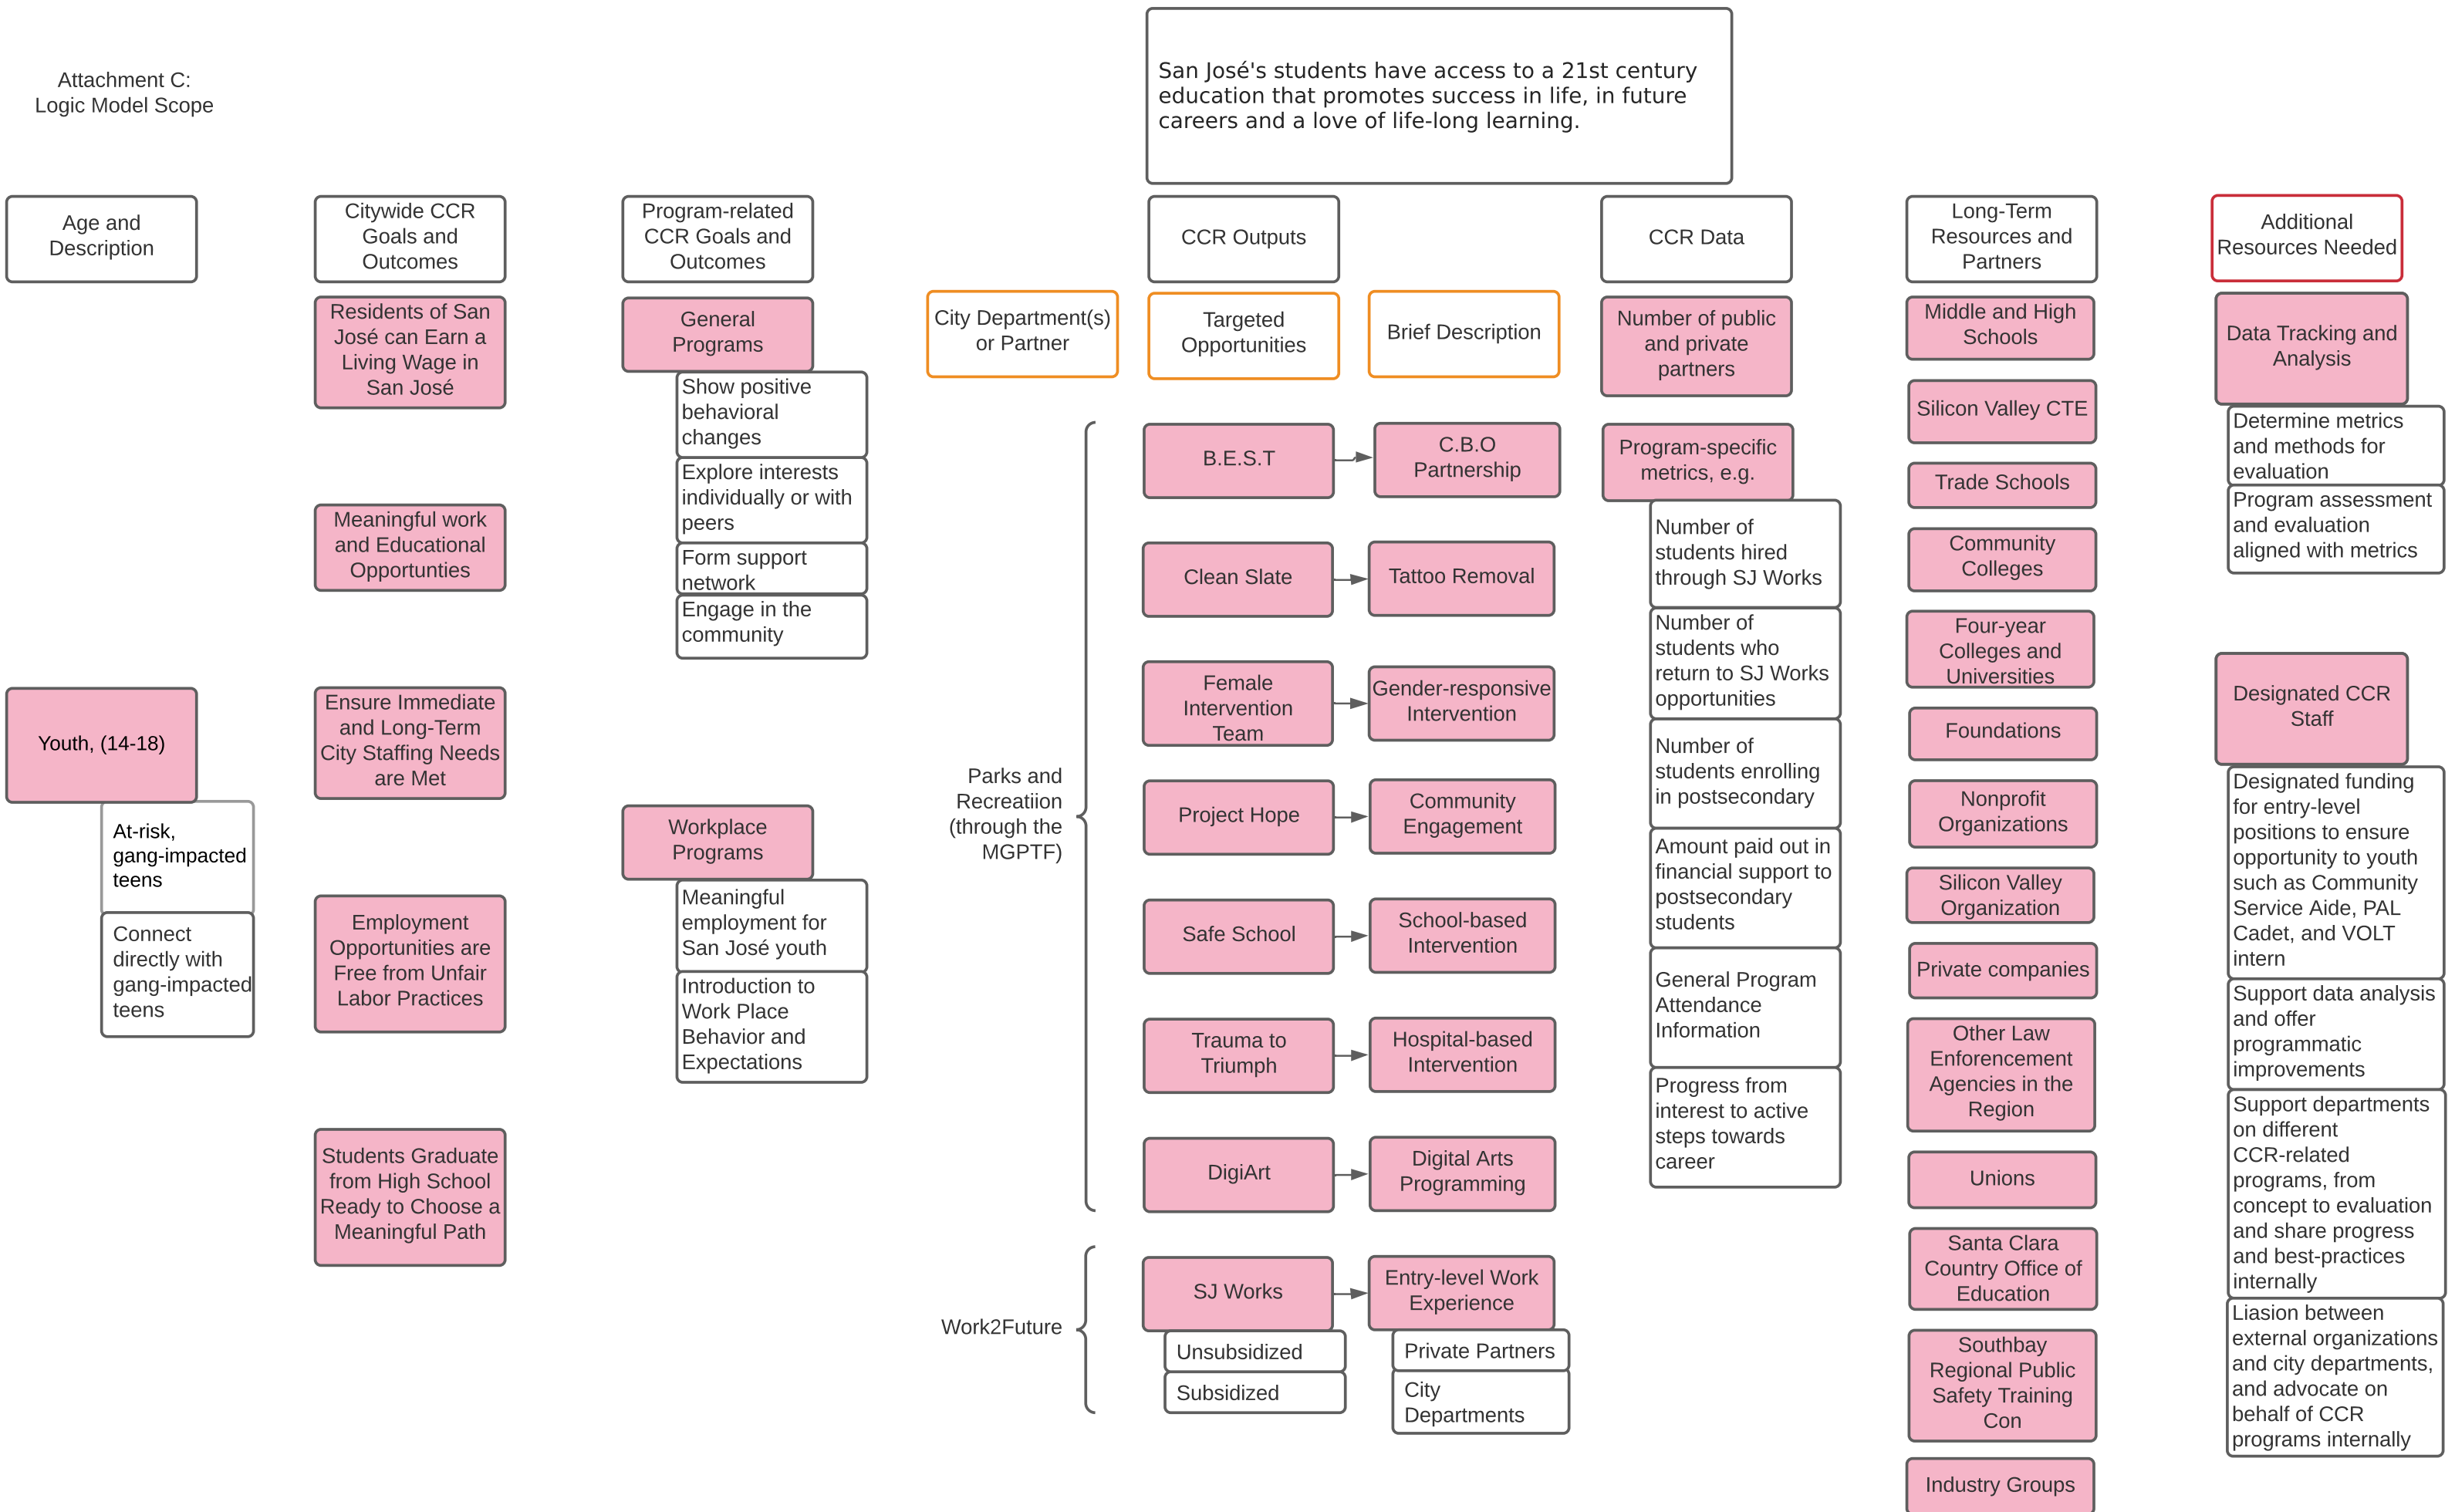 Attachment C:
Logic Model Scope
San José's students have access to a 21st century
education that promotes success in life, in future
careers and a love of life-long learning.
Age and
Description
Youth, (14-18)
At-risk,
gang-impacted
teens
Connect
directly with
gang-impacted
teens
Citywide CCR
Goals and
Outcomes
Residents of San
José can Earn a
Living Wage in
San José
Meaningful work
and Educational
Opportunties
Ensure Immediate
and Long-Term
City Staffing Needs
are Met
Employment
Opportunities are
Free from Unfair
Labor Practices
Students Graduate
from High School
Ready to Choose a
Meaningful Path
Program-related
CCR Goals and
Outcomes
General
Programs
Show positive
behavioral
changes
Explore interests
individually or with
peers
Form support
network
Engage in the
community
Workplace
Programs
Meaningful
employment for
San José youth
Introduction to
Work Place
Behavior and
Expectations
CCR Outputs
City Department(s)
or Partner
Targeted
Opportunities
Brief Description
Parks and
Recreatiion
(through the
MGPTF)
B.E.S.T
C.B.O
Partnership
Clean Slate
Tattoo Removal
Female
Intervention
Team
Gender-responsive
Intervention
Project Hope
Community
Engagement
Safe School
School-based
Intervention
Trauma to
Triumph
Hospital-based
Intervention
DigiArt
Digital Arts
Programming
Work2Future
SJ Works
Entry-level Work
Experience
Unsubsidized
Subsidized
Private Partners
City
Departments
CCR Data
Number of public
and private
partners
Program-specific
metrics, e.g.
Number of
students hired
through SJ Works
Number of
students who
return to SJ Works
opportunities
Number of
students enrolling
in postsecondary
Amount paid out in
financial support to
postsecondary
students
General Program
Attendance
Information
Progress from
interest to active
steps towards
career
Long-Term
Resources and
Partners
Middle and High
Schools
Silicon Valley CTE
Trade Schools
Community
Colleges
Four-year
Colleges and
Universities
Foundations
Nonprofit
Organizations
Silicon Valley
Organization
Private companies
Other Law
Enforencement
Agencies in the
Region
Unions
Santa Clara
Country Office of
Education
Southbay
Regional Public
Safety Training
Con
Industry Groups
Additional
Resources Needed
Data Tracking and
Analysis
Determine metrics
and methods for
evaluation
Program assessment
and evaluation
aligned with metrics
Designated CCR
Staff
Designated funding
for entry-level
positions to ensure
opportunity to youth
such as Community
Service Aide, PAL
Cadet, and VOLT
intern
Support data analysis
and offer
programmatic
improvements
Support departments
on different
CCR-related
programs, from
concept to evaluation
and share progress
and best-practices
internally
Liasion between
external organizations
and city departments,
and advocate on
behalf of CCR
programs internally